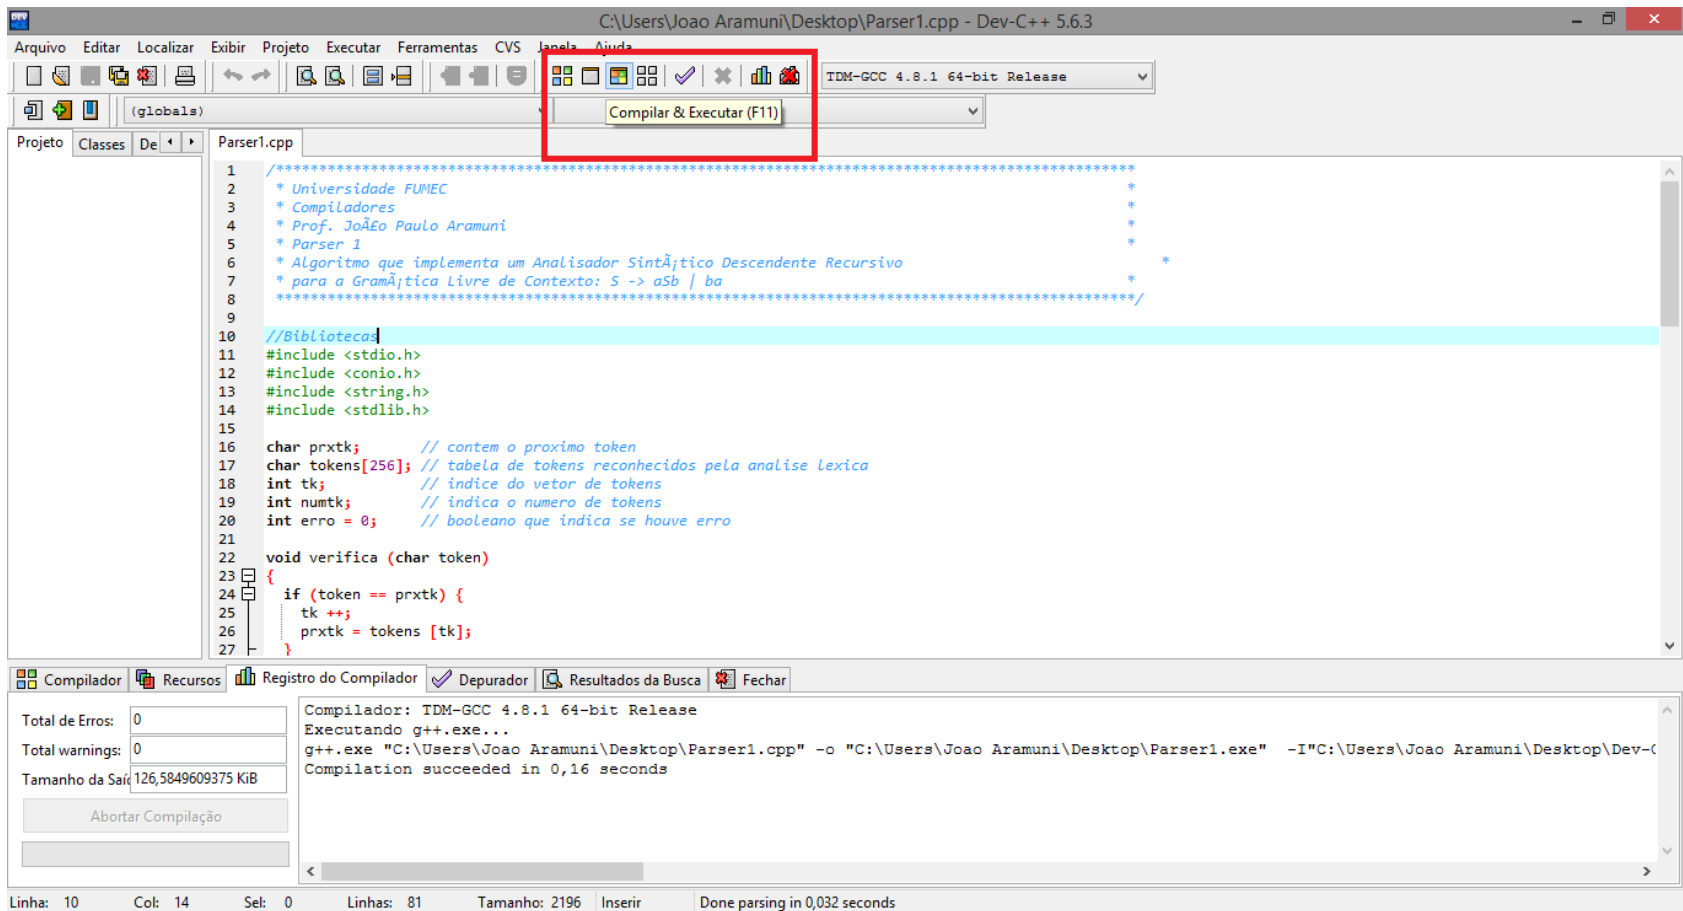 C:\Users\Joao Aramuni\Desktop\Parser1.cpp - Dev-C++ 5.6.3
Arquivo Editar Localizar Exibir Projeto Executar Ferramentas CVS Janela Ajuda
TDM-GCC 4.8.1 64-bit Release
(globals)
Compilar & Executar (F11)
Projeto Classes De Parser1.cpp
1 /****************************************************************************************************
2 * Universidade FUMEC *
3 * Compiladores *
4 * Prof. JoÃ£o Paulo Aramuni *
5 * Parser 1 *
6 * Algoritmo que implementa um Analisador SintÃ¡tico Descendente Recursivo *
7 * para a GramÃ¡tica Livre de Contexto: S -> aSb | ba *
8 ****************************************************************************************************/
9
10 //Bibliotecas
11 #include <stdio.h>
12 #include <conio.h>
13 #include <string.h>
14 #include <stdlib.h>
15
16 char prxtk; // contem o proximo token
17 char tokens[256]; // tabela de tokens reconhecidos pela analise lexica
18 int tk; // indice do vetor de tokens
19 int numtk; // indica o numero de tokens
20 int erro = 0; // booleano que indica se houve erro
21
22 void verifica (char token)
23 {
24 if (token == prxtk) {
25 tk ++;
26 prxtk = tokens [tk];
27 }
Compilador Recursos Registro do Compilador Depurador Resultados da Busca Fechar
Total de Erros: 0
Total warnings: 0
Tamanho da Saíd 126,5849609375 KiB
Abortar Compilação
Compilador: TDM-GCC 4.8.1 64-bit Release
Executando g++.exe...
g++.exe "C:\Users\Joao Aramuni\Desktop\Parser1.cpp" -o "C:\Users\Joao Aramuni\Desktop\Parser1.exe" -I"C:\Users\Joao Aramuni\Desktop\Dev-C
Compilation succeeded in 0,16 seconds
Linha: 10 Col: 14 Sel: 0 Linhas: 81 Tamanho: 2196 Inserir Done parsing in 0,032 seconds